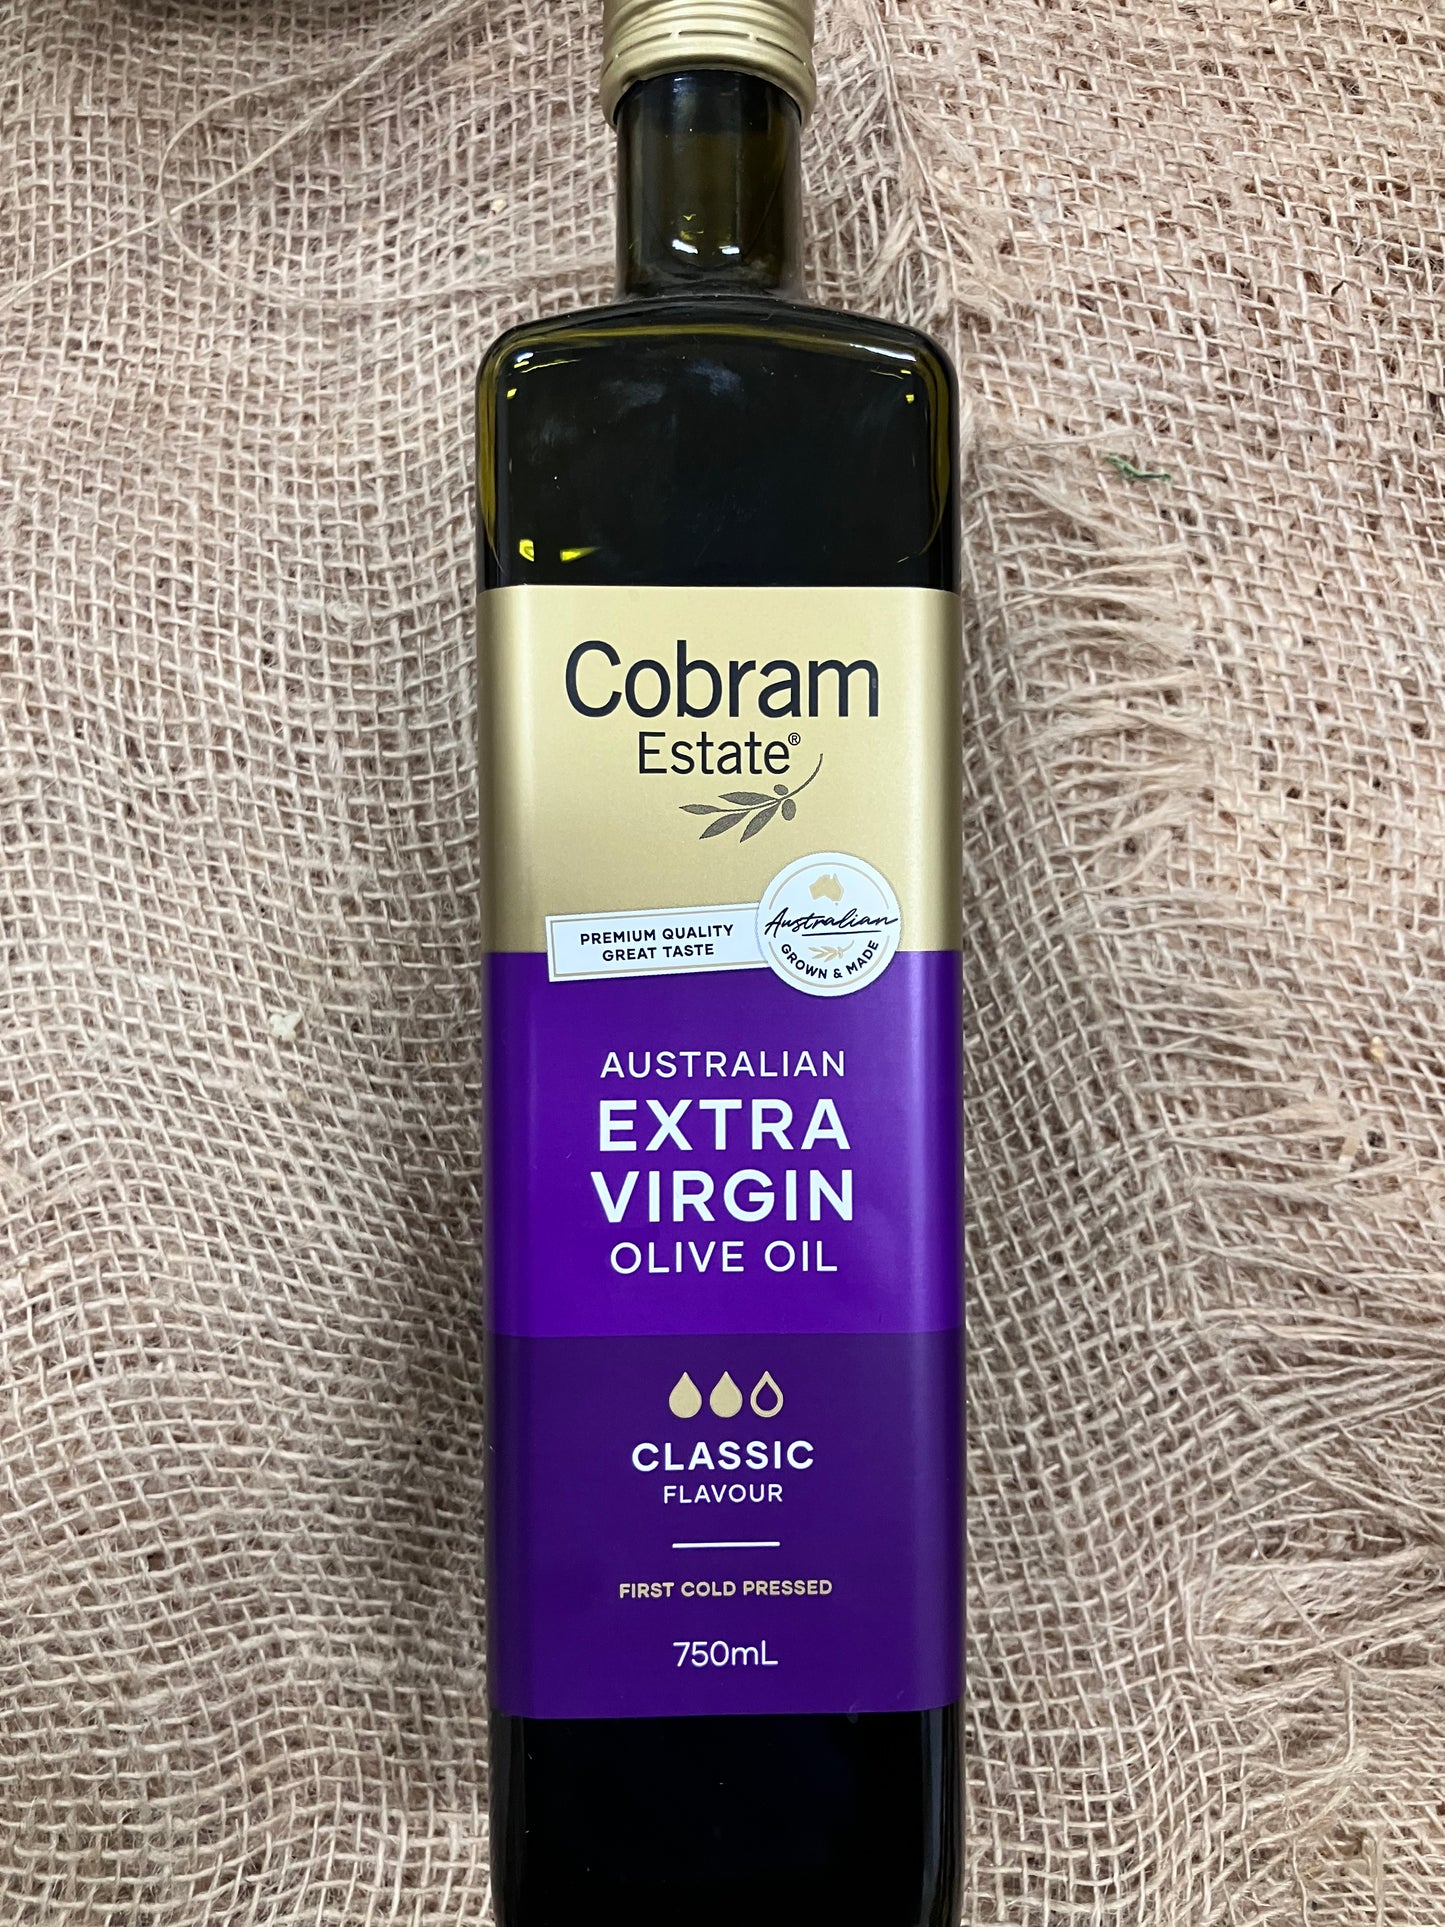 Cobram
Estate®
PREMIUM QUALITY
GREAT TASTE
Australian
GROWN & MADE
AUSTRALIAN
EXTRA
VIRGIN
OLIVE OIL
CLASSIC
FLAVOUR
FIRST COLD PRESSED
750mL